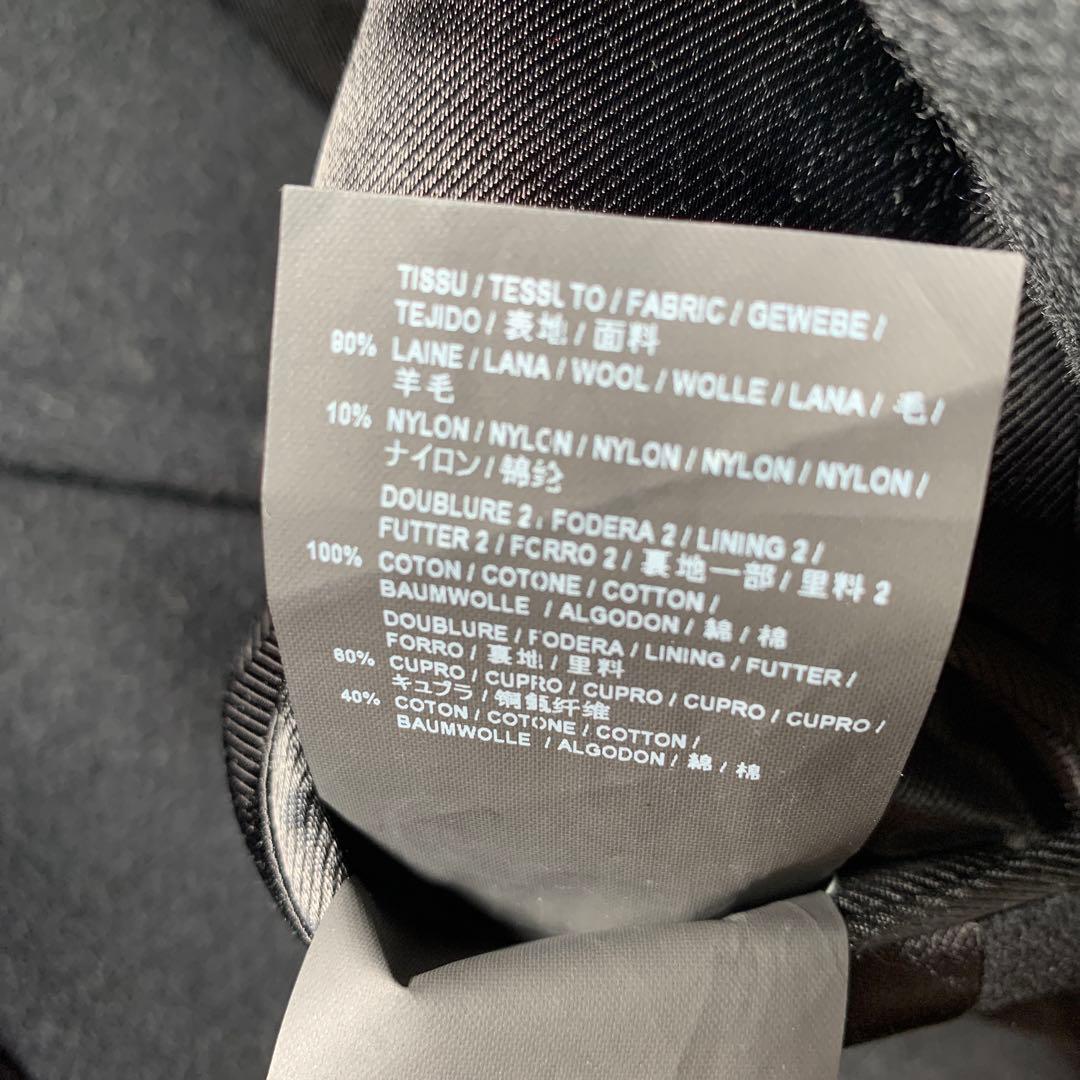 TISSU / TESSUTO / FABRIC / GEWEBE /
TEJIDO / 表地 / 面料
90% LAINE / LANA / WOOL / WOLLE / LANA / 毛 /
羊毛
10% NYLON / NYLON / NYLON / NYLON / NYLON /
ナイロン / 锦纶
DOUBLURE 2 / FODERA 2 / LINING 2 /
FUTTER 2 / FORRO 2 / 裏地一部 / 里料 2
100% COTON / COTONE / COTTON /
BAUMWOLLE / ALGODON / 綿 / 棉
DOUBLURE / FODERA / LINING / FUTTER /
FORRO / 裏地 / 里料
60% CUPRO / CUPRO / CUPRO / CUPRO / CUPRO /
キュプラ / 铜氨纤维
40% COTON / COTONE / COTTON /
BAUMWOLLE / ALGODON / 綿 / 棉